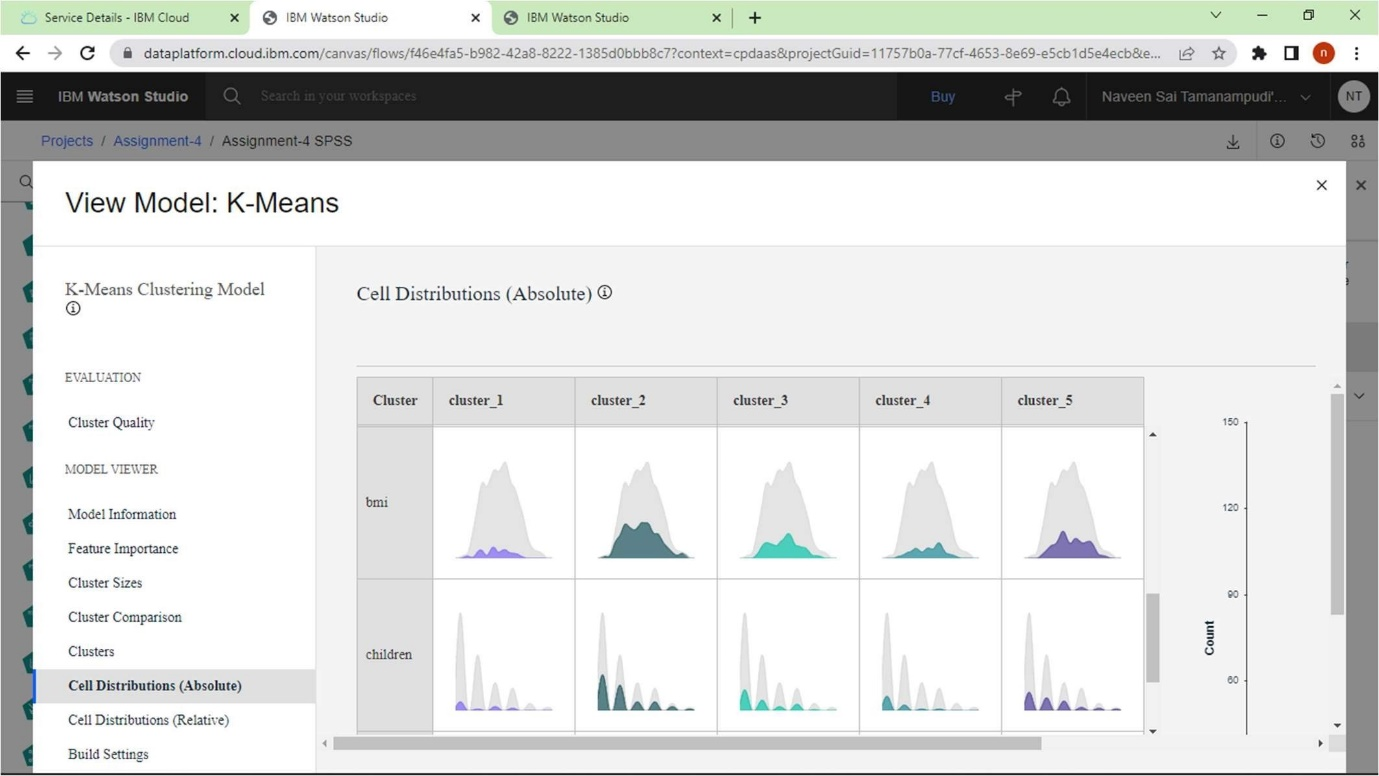 Service Details - IBM Cloud
IBM Watson Studio
IBM Watson Studio
dataplatform.cloud.ibm.com/canvas/flows/f46e4fa5-b982-42a8-8222-1385d0bbb8c7?context=cpdaas&projectGuid=11757b0a-77cf-4653-8e69-e5cb1d5e4ecb&e...
n
IBM Watson Studio
Search in your workspaces
Buy
Naveen Sai Tamanampudi'...
NT
Projects / Assignment-4 / Assignment-4 SPSS
View Model: K-Means
K-Means Clustering Model
EVALUATION
Cluster Quality
MODEL VIEWER
Model Information
Feature Importance
Cluster Sizes
Cluster Comparison
Clusters
Cell Distributions (Absolute)
Cell Distributions (Relative)
Build Settings
Cell Distributions (Absolute)
Cluster cluster_1 cluster_2 cluster_3 cluster_4 cluster_5
bmi
children
150
120
90
60
Count